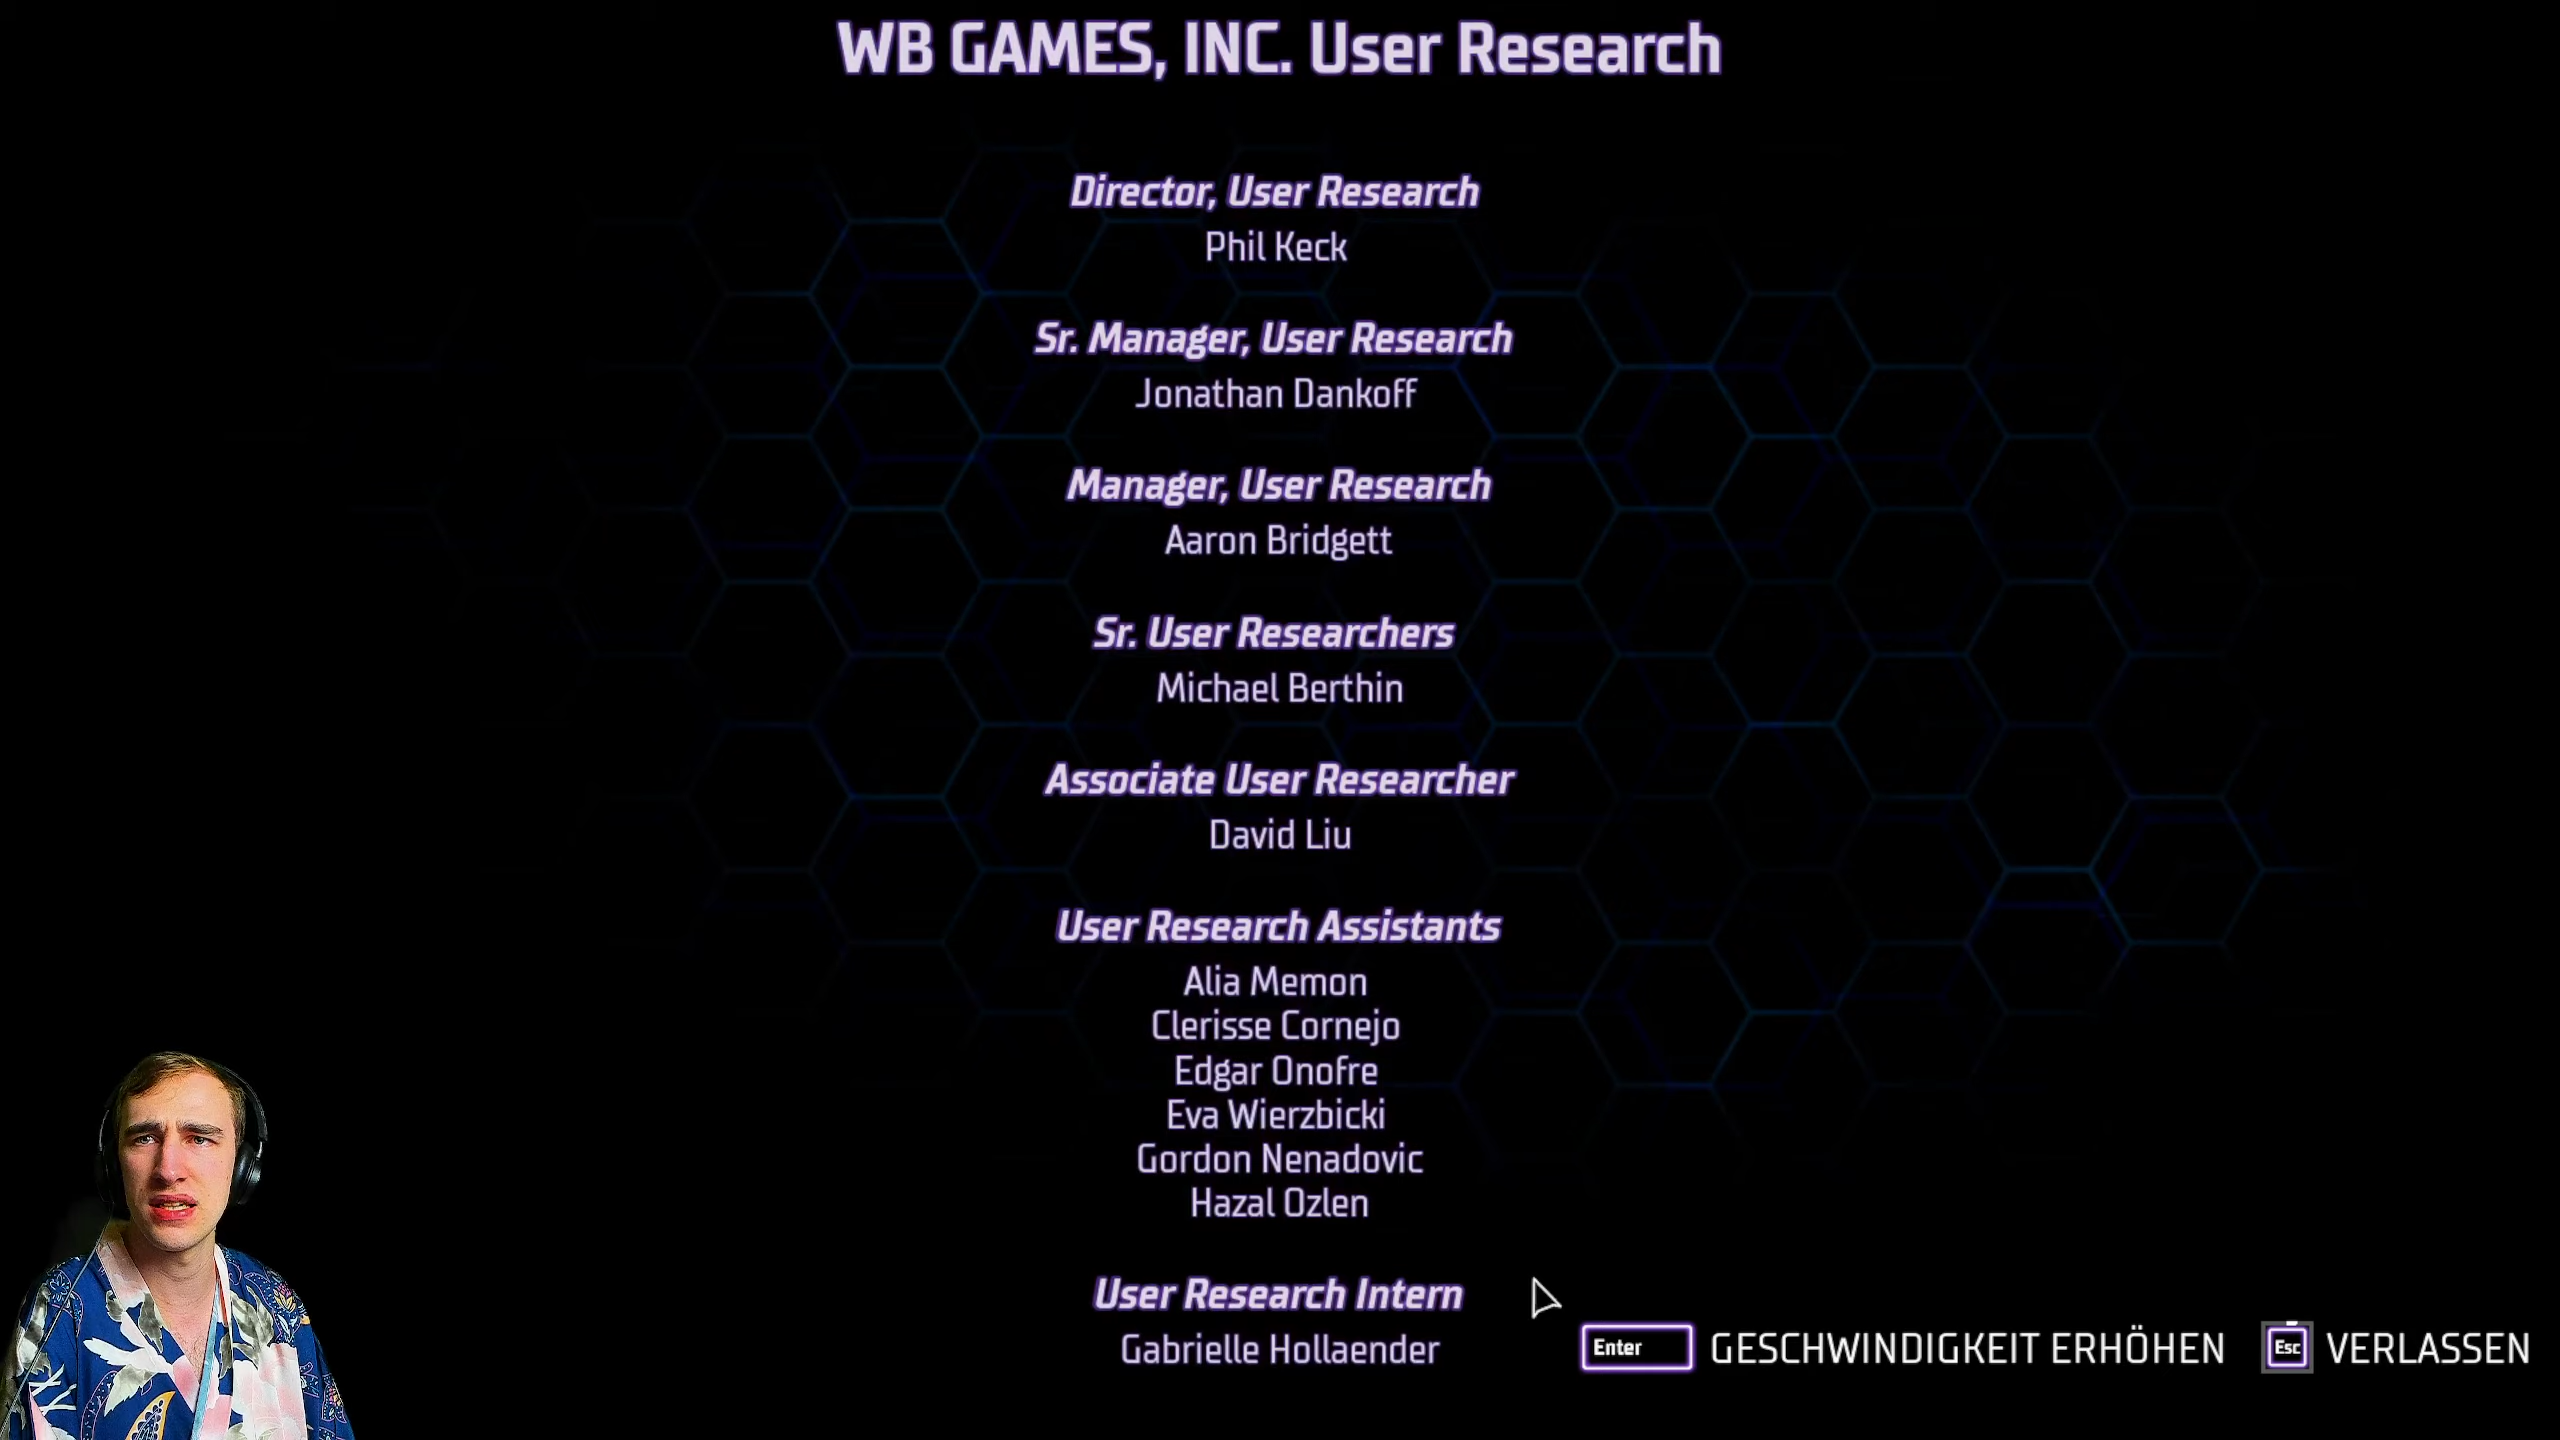 WB GAMES, INC. User Research
Director, User Research
Phil Keck
Sr. Manager, User Research
Jonathan Dankoff
Manager, User Research
Aaron Bridgett
Sr. User Researchers
Michael Berthin
Associate User Researcher
David Liu
User Research Assistants
Alia Memon
Clerisse Cornejo
Edgar Onofre
Eva Wierzbicki
Gordon Nenadovic
Hazal Ozlen
User Research Intern
Gabrielle Hollaender
Enter GESCHWINDIGKEIT ERHÖHEN Esc VERLASSEN